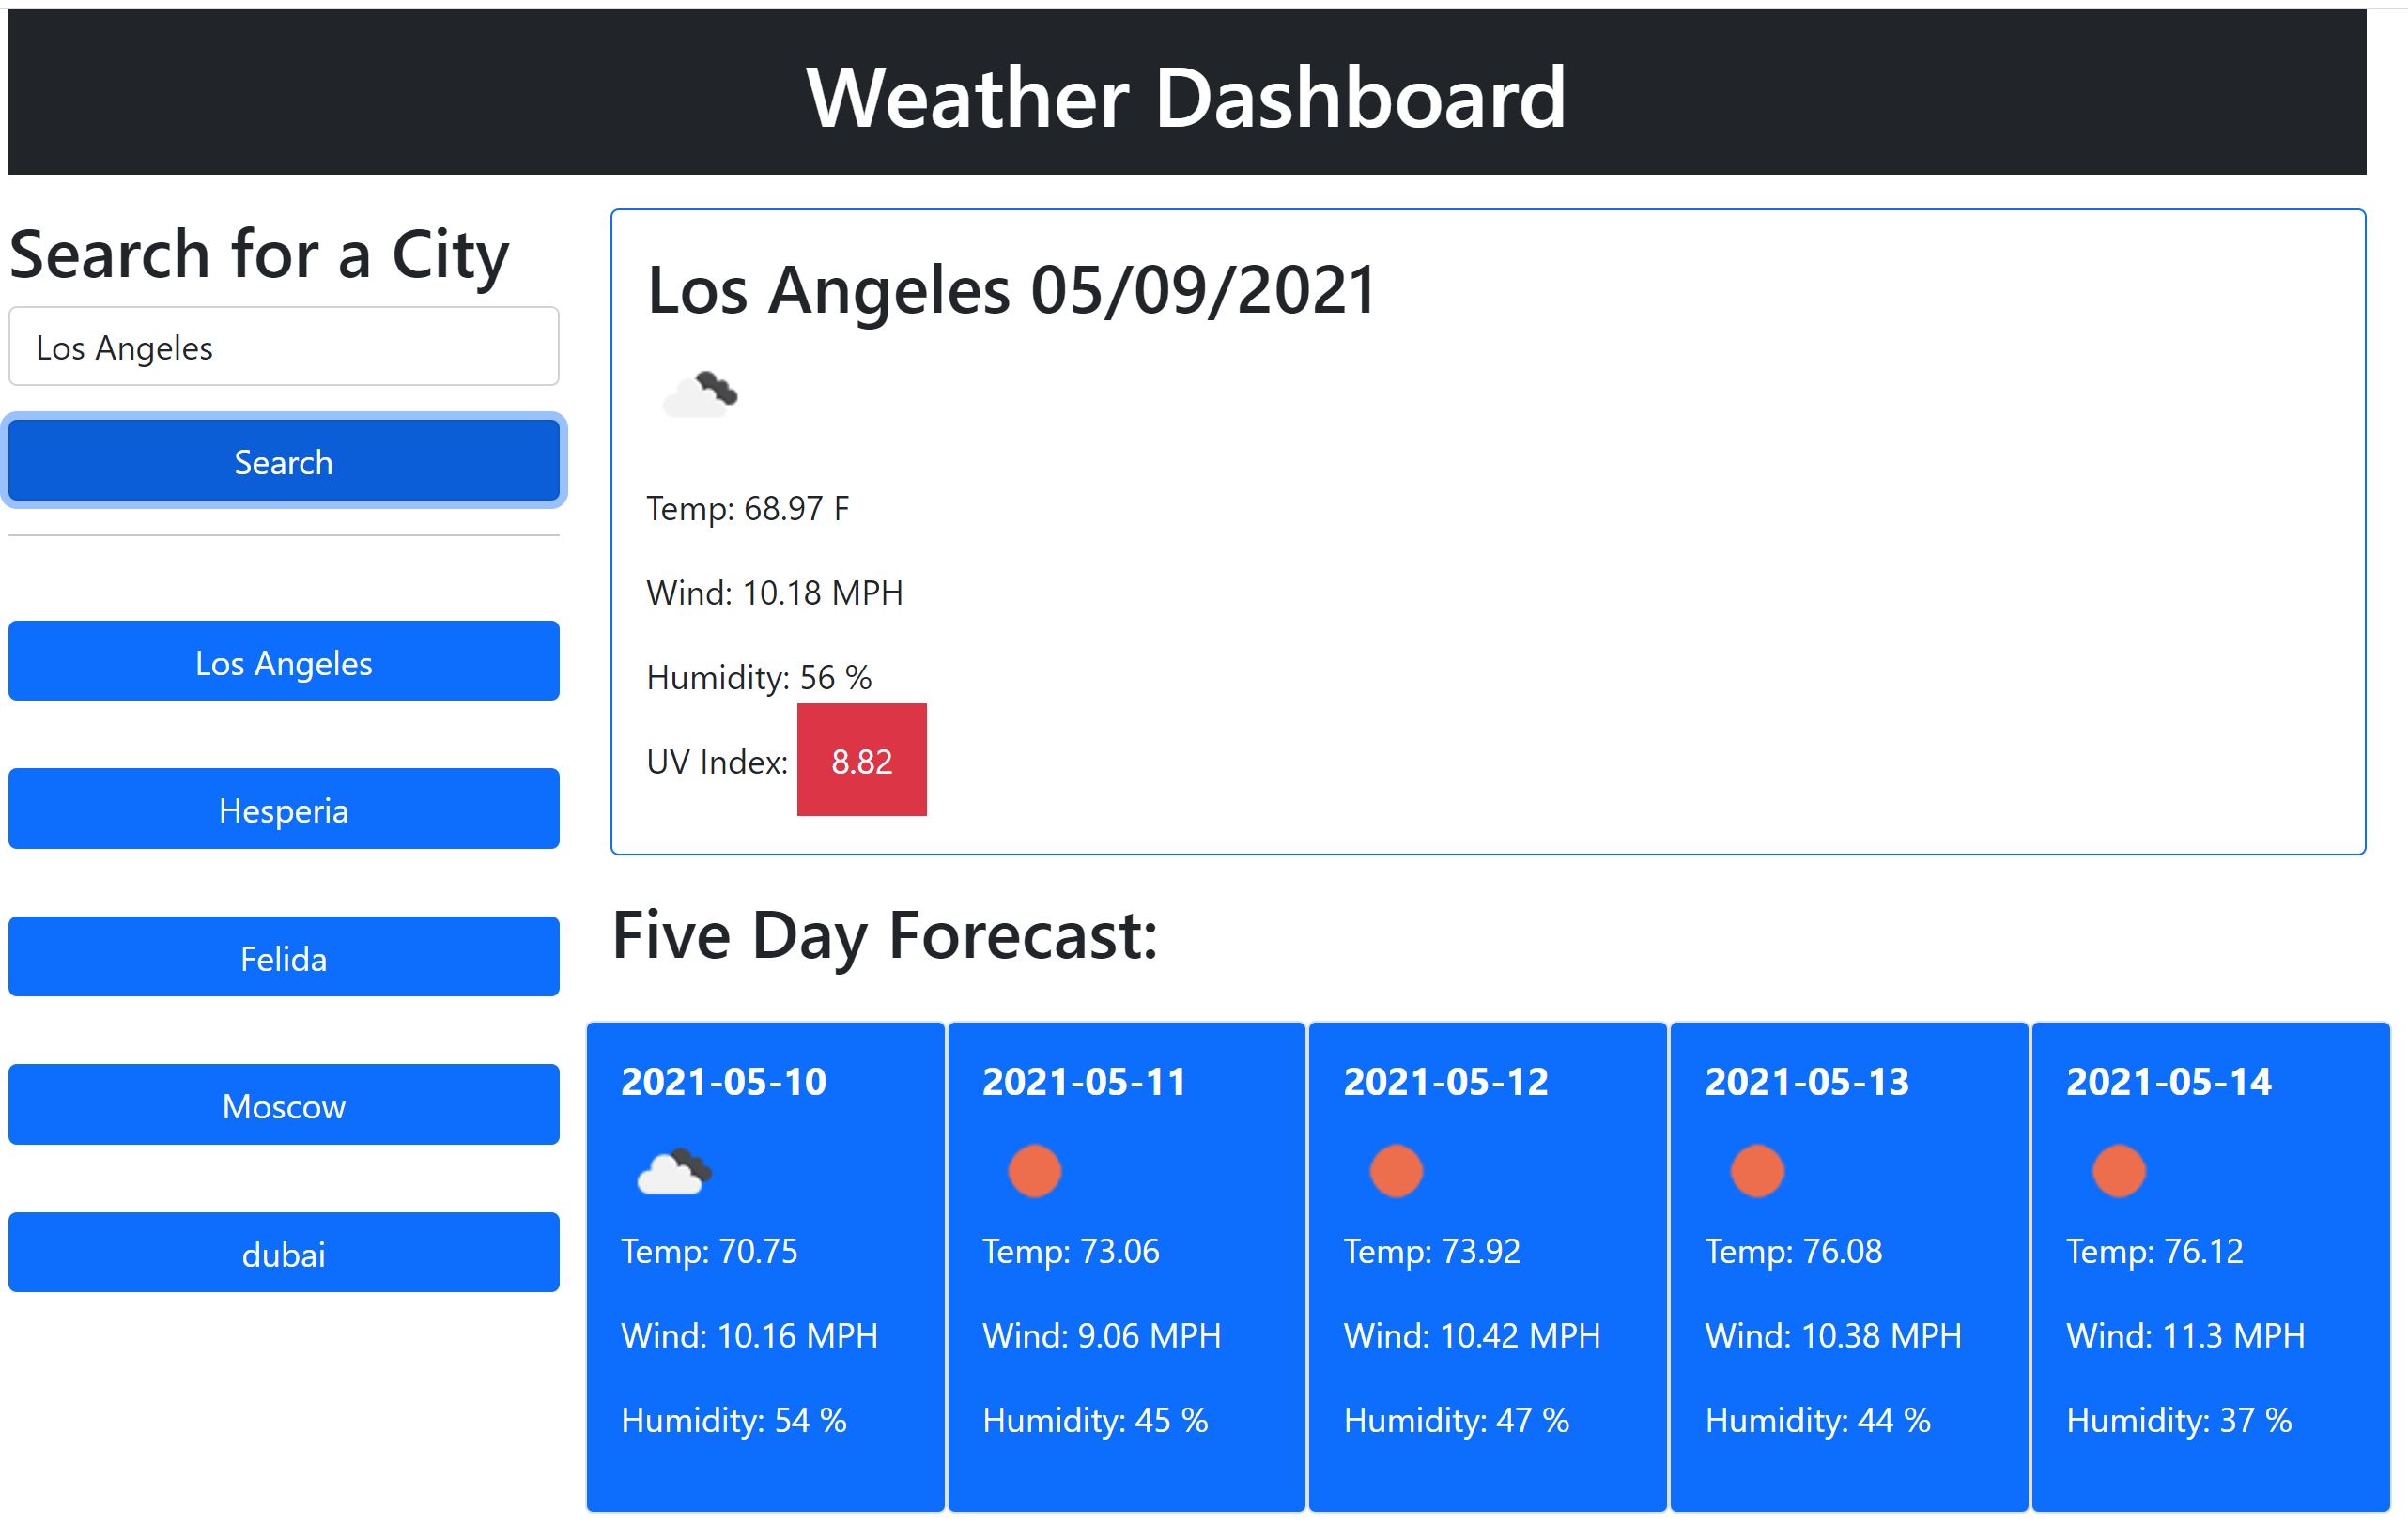 Weather Dashboard
Search for a City
Los Angeles
Search
Los Angeles
Hesperia
Felida
Moscow
dubai
Los Angeles 05/09/2021
Temp: 68.97 F
Wind: 10.18 MPH
Humidity: 56 %
UV Index: 8.82
Five Day Forecast:
2021-05-10
Temp: 70.75
Wind: 10.16 MPH
Humidity: 54 %
2021-05-11
Temp: 73.06
Wind: 9.06 MPH
Humidity: 45 %
2021-05-12
Temp: 73.92
Wind: 10.42 MPH
Humidity: 47 %
2021-05-13
Temp: 76.08
Wind: 10.38 MPH
Humidity: 44 %
2021-05-14
Temp: 76.12
Wind: 11.3 MPH
Humidity: 37 %